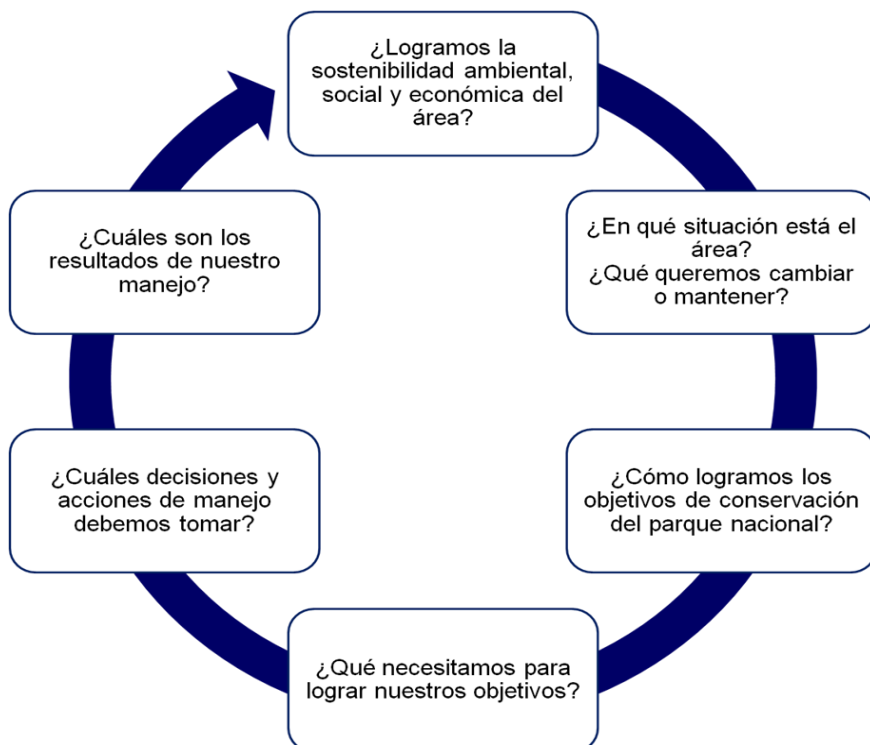 ¿Logramos la
sostenibilidad ambiental,
social y económica del
área?
¿En qué situación está el
área?
¿Qué queremos cambiar
o mantener?
¿Cómo logramos los
objetivos de conservación
del parque nacional?
¿Qué necesitamos para
lograr nuestros objetivos?
¿Cuáles decisiones y
acciones de manejo
debemos tomar?
¿Cuáles son los
resultados de nuestro
manejo?